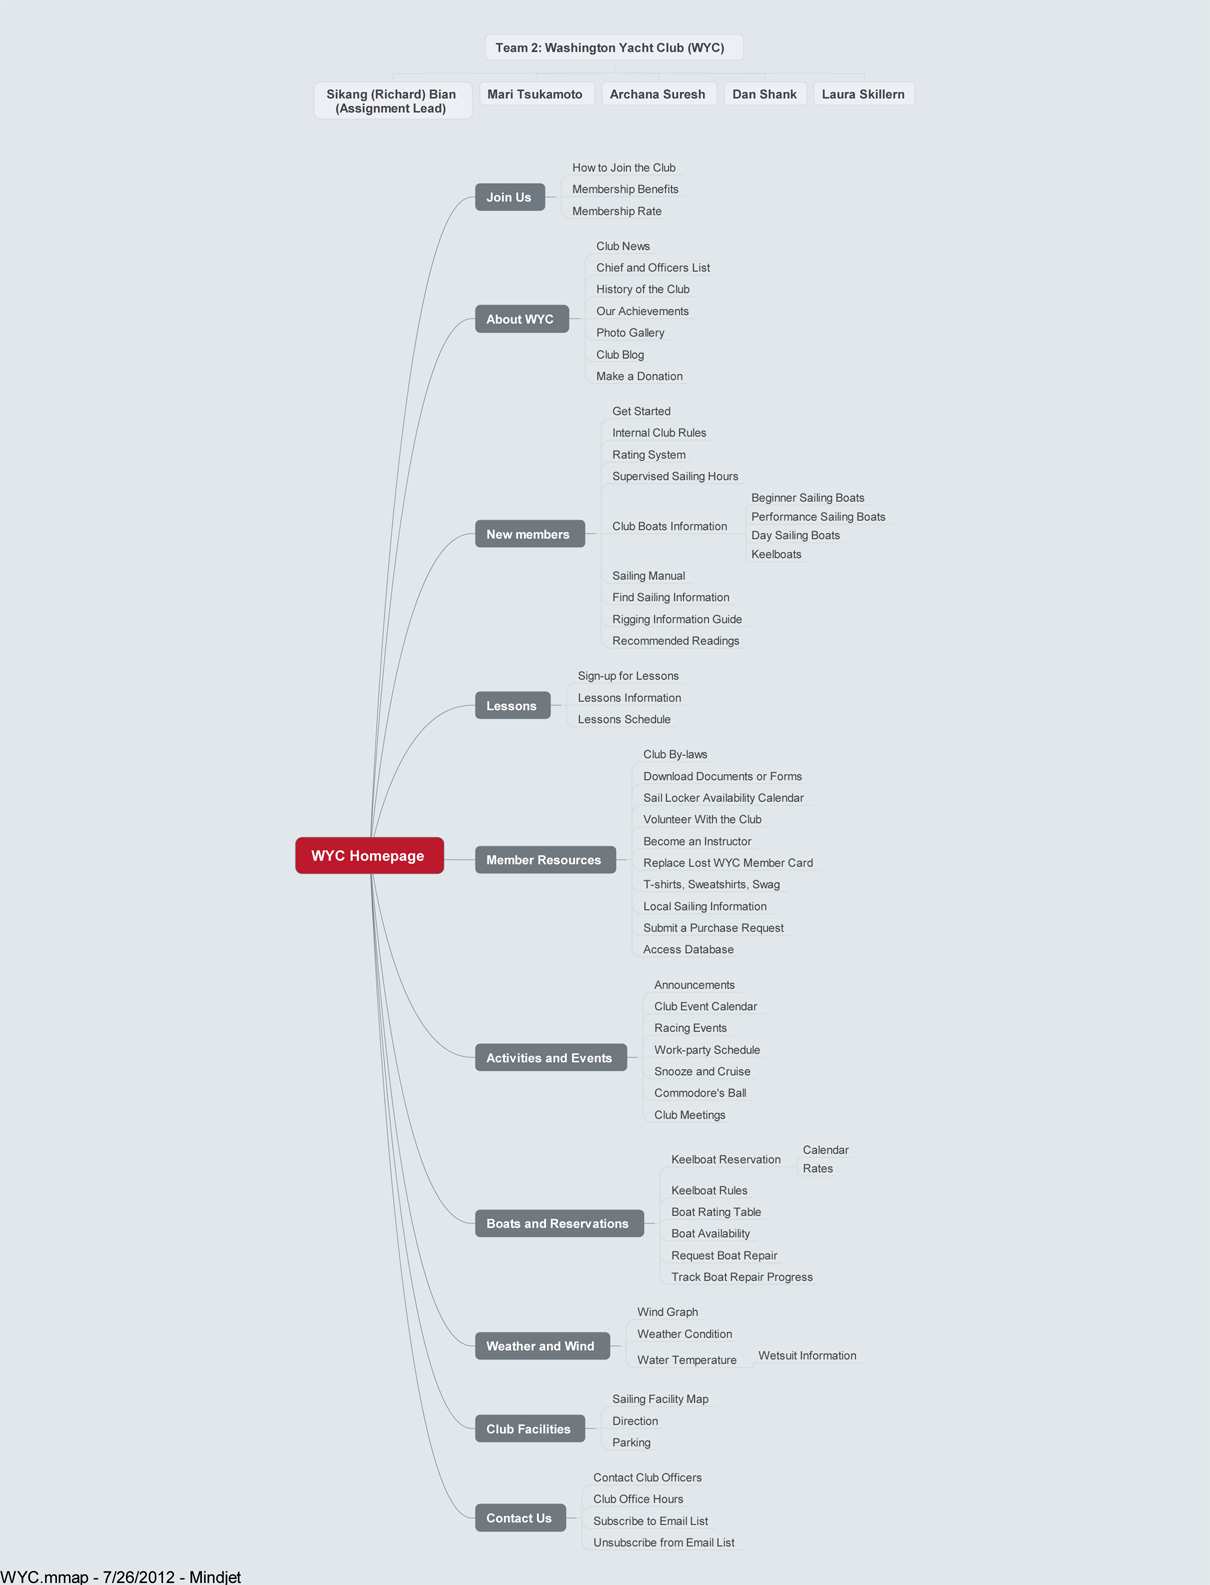 Team 2: Washington Yacht Club (WYC)
Sikang (Richard) Bian
(Assignment Lead)
Mari Tsukamoto
Archana Suresh
Dan Shank
Laura Skillern
WYC Homepage
Join Us
How to Join the Club
Membership Benefits
Membership Rate
About WYC
Club News
Chief and Officers List
History of the Club
Our Achievements
Photo Gallery
Club Blog
Make a Donation
New members
Get Started
Internal Club Rules
Rating System
Supervised Sailing Hours
Club Boats Information
Beginner Sailing Boats
Performance Sailing Boats
Day Sailing Boats
Keelboats
Sailing Manual
Find Sailing Information
Rigging Information Guide
Recommended Readings
Lessons
Sign-up for Lessons
Lessons Information
Lessons Schedule
Member Resources
Club By-laws
Download Documents or Forms
Sail Locker Availability Calendar
Volunteer With the Club
Become an Instructor
Replace Lost WYC Member Card
T-shirts, Sweatshirts, Swag
Local Sailing Information
Submit a Purchase Request
Access Database
Activities and Events
Announcements
Club Event Calendar
Racing Events
Work-party Schedule
Snooze and Cruise
Commodore's Ball
Club Meetings
Boats and Reservations
Keelboat Reservation
Calendar
Rates
Keelboat Rules
Boat Rating Table
Boat Availability
Request Boat Repair
Track Boat Repair Progress
Weather and Wind
Wind Graph
Weather Condition
Water Temperature
Wetsuit Information
Club Facilities
Sailing Facility Map
Direction
Parking
Contact Us
Contact Club Officers
Club Office Hours
Subscribe to Email List
Unsubscribe from Email List
WYC.mmap - 7/26/2012 - Mindjet